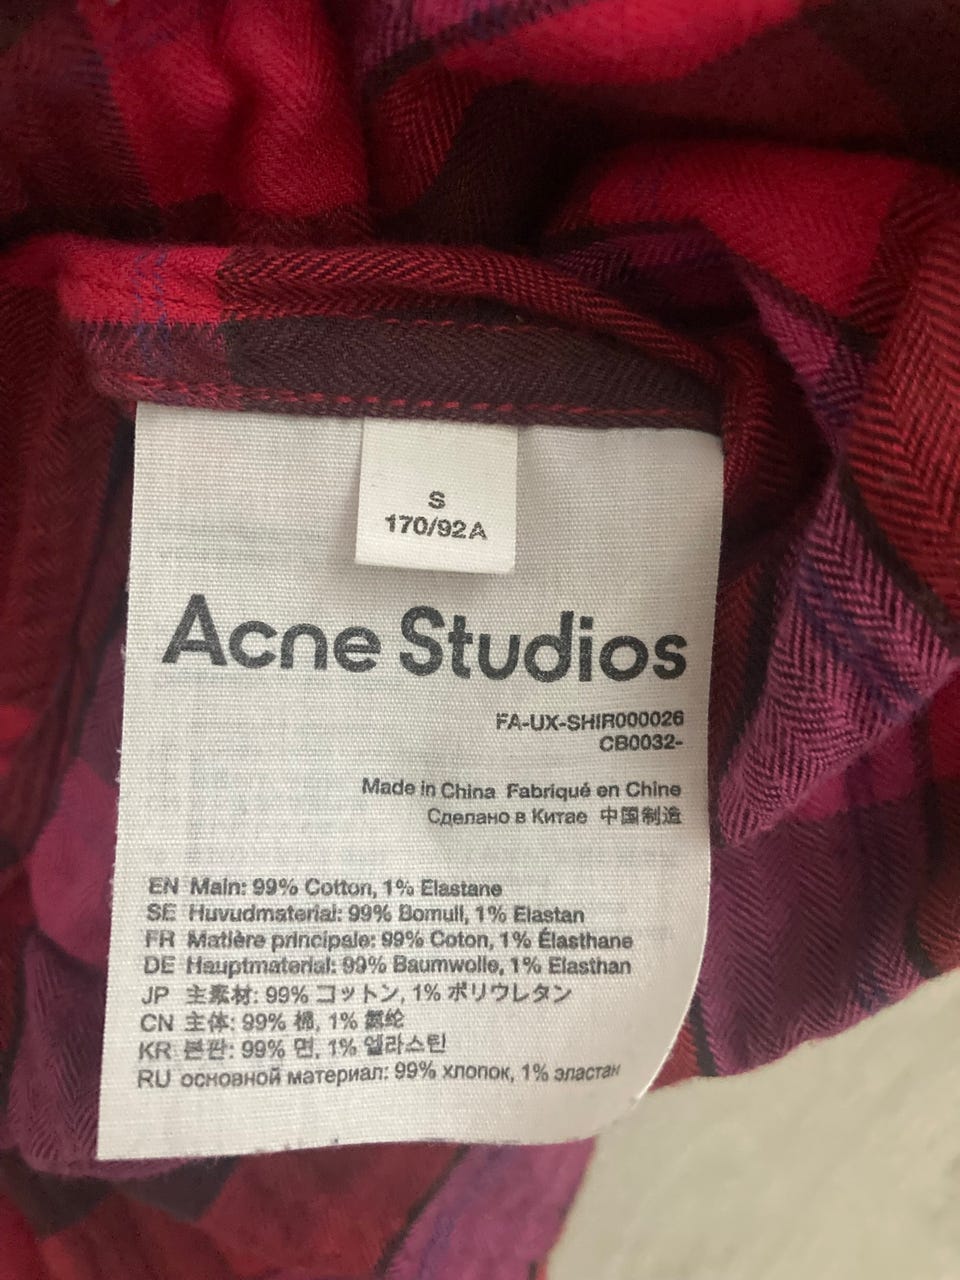 S
170/92A
Acne Studios
FA-UX-SHIR000026
CB0032-
Made in China Fabriqué en Chine
Сделано в Китае 中国制造
EN Main: 99% Cotton, 1% Elastane
SE Huvudmaterial: 99% Bomull, 1% Elastan
FR Matière principale: 99% Coton, 1% Élasthane
DE Hauptmaterial: 99% Baumwolle, 1% Elasthan
JP 主素材: 99% コットン, 1% ポリウレタン
CN 主体: 99% 棉, 1% 氨纶
KR 본판: 99% 면, 1% 엘라스틴
RU основной материал: 99% хлопок, 1% эластан